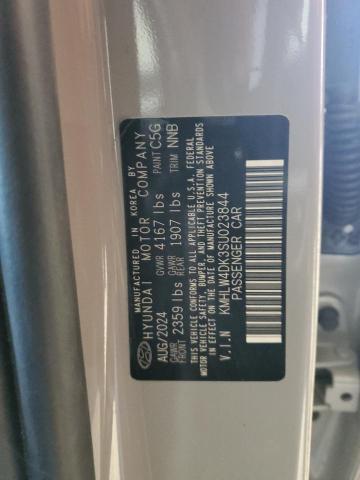 MANUFACTURED IN KOREA BY
HYUNDAI MOTOR COMPANY
AUG/2024 GVWR 4167 lbs PAINT C5G
GAWR FRONT 2359 lbs GAWR REAR 1907 lbs TRIM NNB
THIS VEHICLE CONFORMS TO ALL APPLICABLE U.S.A. FEDERAL
MOTOR VEHICLE SAFETY, BUMPER, AND THEFT PREVENTION
STANDARDS IN EFFECT ON THE DATE OF MANUFACTURE SHOWN ABOVE
V.I.N KMHLW4DK3SU023844
PASSENGER CAR